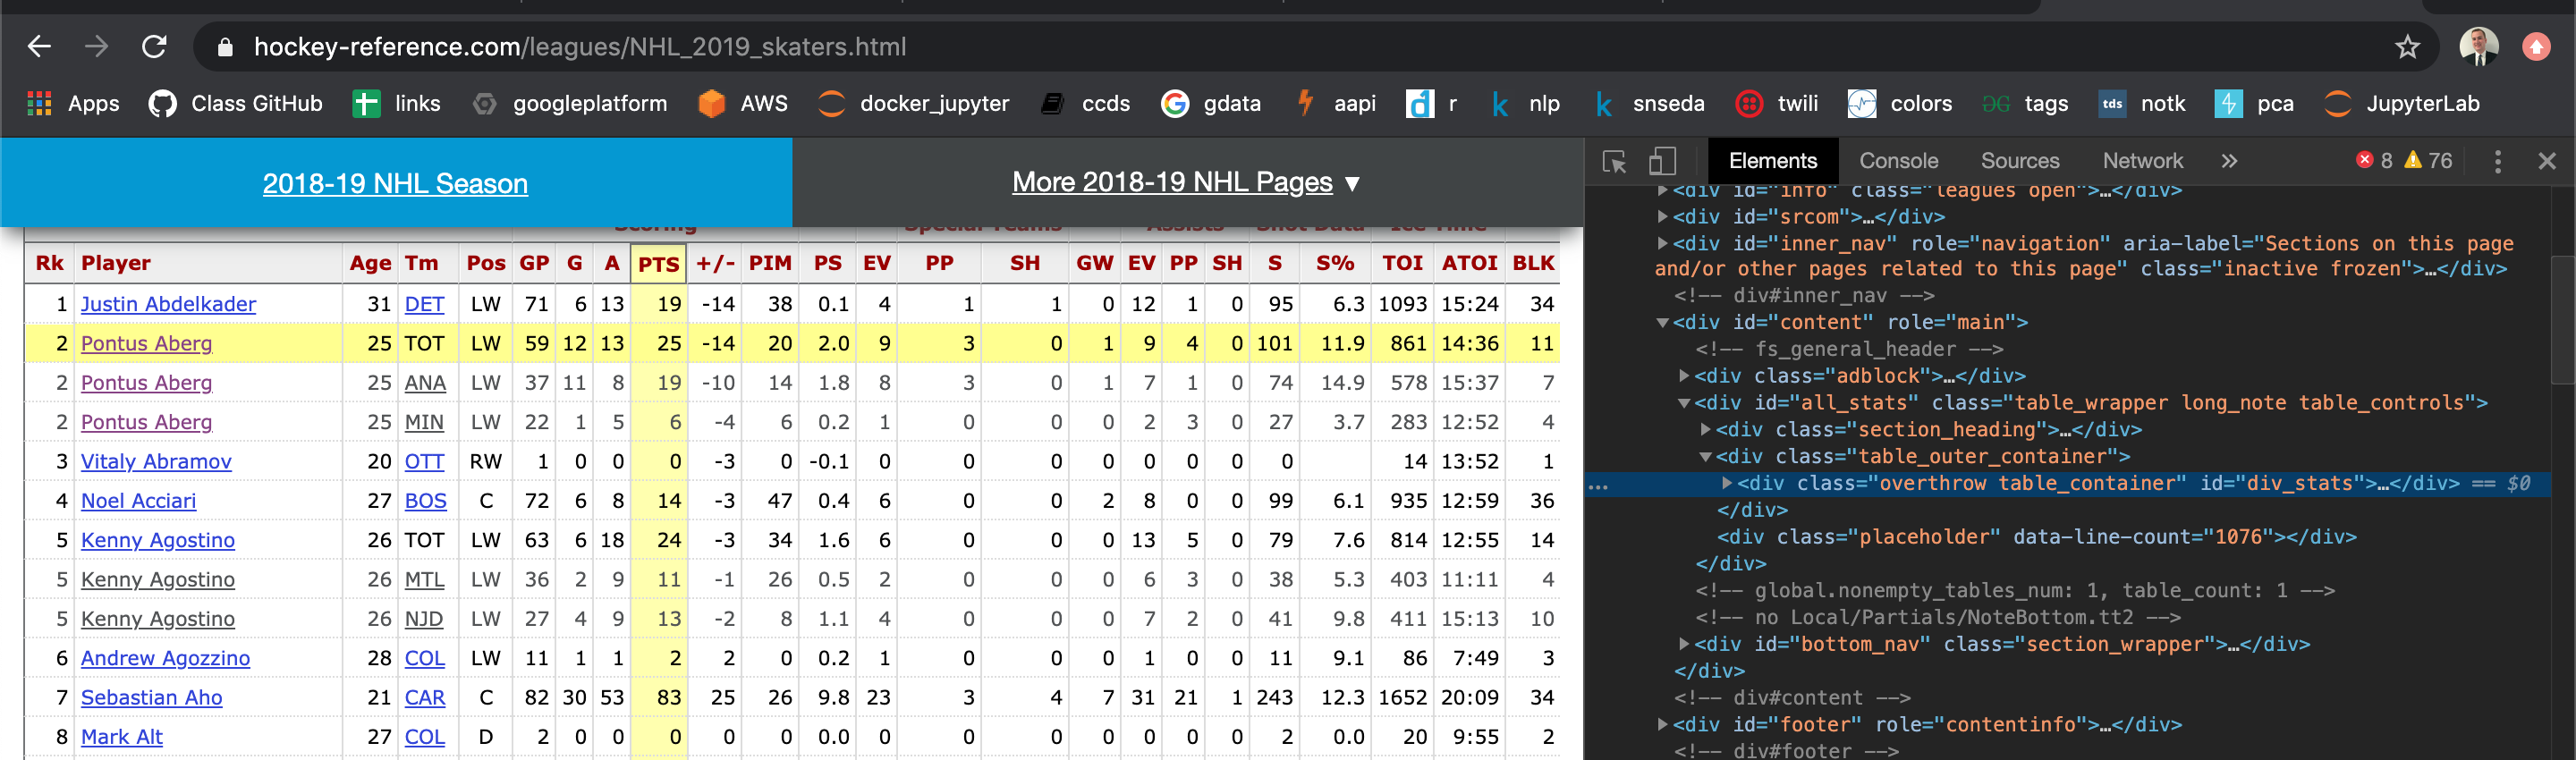 hockey-reference.com/leagues/NHL_2019_skaters.html
Apps Class GitHub links googleplatform AWS docker_jupyter ccds gdata aapi r nlp snseda twili colors tags notk pca JupyterLab
2018-19 NHL Season More 2018-19 NHL Pages ▼
Scoring Special Teams Assists Shot Data Ice Time
Rk Player Age Tm Pos GP G A PTS +/- PIM PS EV PP SH GW EV PP SH S S% TOI ATOI BLK
1 Justin Abdelkader 31 DET LW 71 6 13 19 -14 38 0.1 4 1 1 0 12 1 0 95 6.3 1093 15:24 34
2 Pontus Aberg 25 TOT LW 59 12 13 25 -14 20 2.0 9 3 0 1 9 4 0 101 11.9 861 14:36 11
2 Pontus Aberg 25 ANA LW 37 11 8 19 -10 14 1.8 8 3 0 1 7 1 0 74 14.9 578 15:37 7
2 Pontus Aberg 25 MIN LW 22 1 5 6 -4 6 0.2 1 0 0 0 2 3 0 27 3.7 283 12:52 4
3 Vitaly Abramov 20 OTT RW 1 0 0 0 -3 0 -0.1 0 0 0 0 0 0 0 0 14 13:52 1
4 Noel Acciari 27 BOS C 72 6 8 14 -3 47 0.4 6 0 0 2 8 0 0 99 6.1 935 12:59 36
5 Kenny Agostino 26 TOT LW 63 6 18 24 -3 34 1.6 6 0 0 0 13 5 0 79 7.6 814 12:55 14
5 Kenny Agostino 26 MTL LW 36 2 9 11 -1 26 0.5 2 0 0 0 6 3 0 38 5.3 403 11:11 4
5 Kenny Agostino 26 NJD LW 27 4 9 13 -2 8 1.1 4 0 0 0 7 2 0 41 9.8 411 15:13 10
6 Andrew Agozzino 28 COL LW 11 1 1 2 2 0 0.2 1 0 0 0 1 0 0 11 9.1 86 7:49 3
7 Sebastian Aho 21 CAR C 82 30 53 83 25 26 9.8 23 3 4 7 31 21 1 243 12.3 1652 20:09 34
8 Mark Alt 27 COL D 2 0 0 0 0 0 0.0 0 0 0 0 0 0 0 2 0.0 20 9:55 2
Elements Console Sources Network » 8 76
<div id="info" class="leagues open">…</div>
<div id="srcom">…</div>
<div id="inner_nav" role="navigation" aria-label="Sections on this page
and/or other pages related to this page" class="inactive frozen">…</div>
<!-- div#inner_nav -->
<div id="content" role="main">
<!-- fs_general_header -->
<div class="adblock">…</div>
<div id="all_stats" class="table_wrapper long_note table_controls">
<div class="section_heading">…</div>
<div class="table_outer_container">
… <div class="overthrow table_container" id="div_stats">…</div> == $0
</div>
<div class="placeholder" data-line-count="1076"></div>
</div>
<!-- global.nonempty_tables_num: 1, table_count: 1 -->
<!-- no Local/Partials/NoteBottom.tt2 -->
<div id="bottom_nav" class="section_wrapper">…</div>
</div>
<!-- div#content -->
<div id="footer" role="contentinfo">…</div>
<!-- div#footer -->